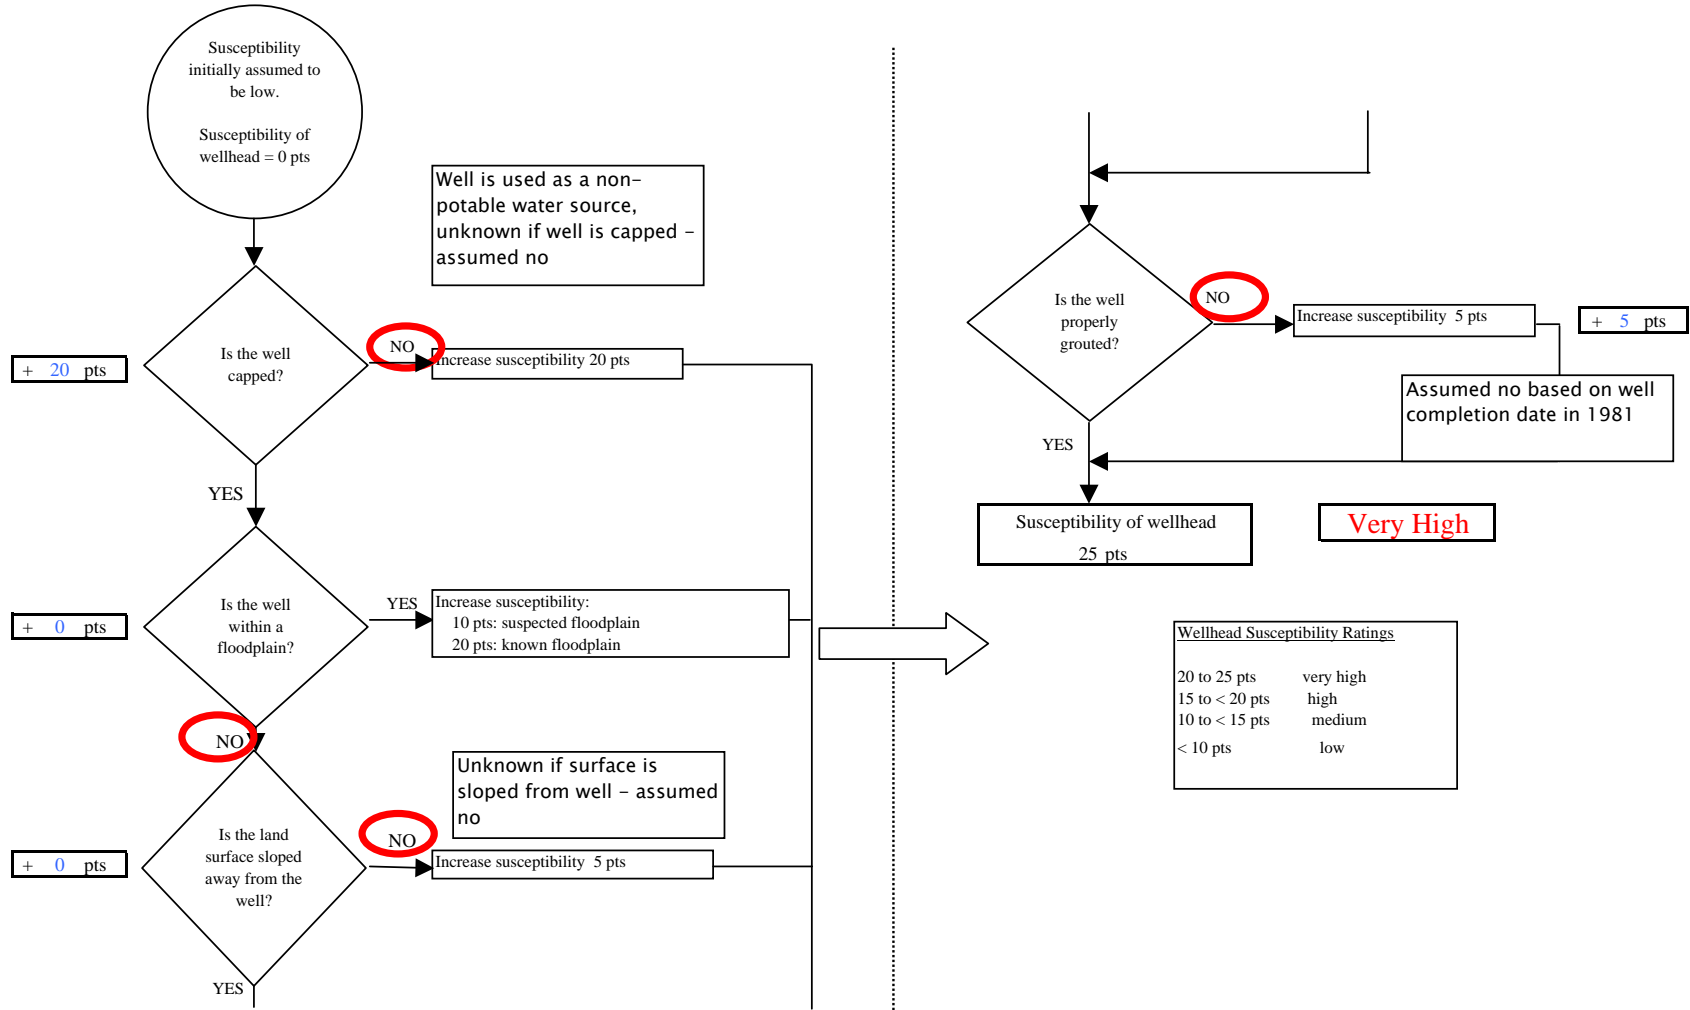 Susceptibility
initially assumed to
be low.
Susceptibility of
wellhead = 0 pts
Well is used as a non-
potable water source,
unknown if well is capped -
assumed no
Is the well
capped?
NO
Increase susceptibility 20 pts
+ 20 pts
YES
Is the well
within a
floodplain?
YES
Increase susceptibility:
10 pts: suspected floodplain
20 pts: known floodplain
+ 0 pts
NO
Unknown if surface is
sloped from well - assumed
no
Is the land
surface sloped
away from the
well?
NO
Increase susceptibility 5 pts
+ 0 pts
YES
Is the well
properly
grouted?
NO
Increase susceptibility 5 pts
+ 5 pts
Assumed no based on well
completion date in 1981
YES
Susceptibility of wellhead
25 pts
Very High
Wellhead Susceptibility Ratings
20 to 25 pts very high
15 to < 20 pts high
10 to < 15 pts medium
< 10 pts low